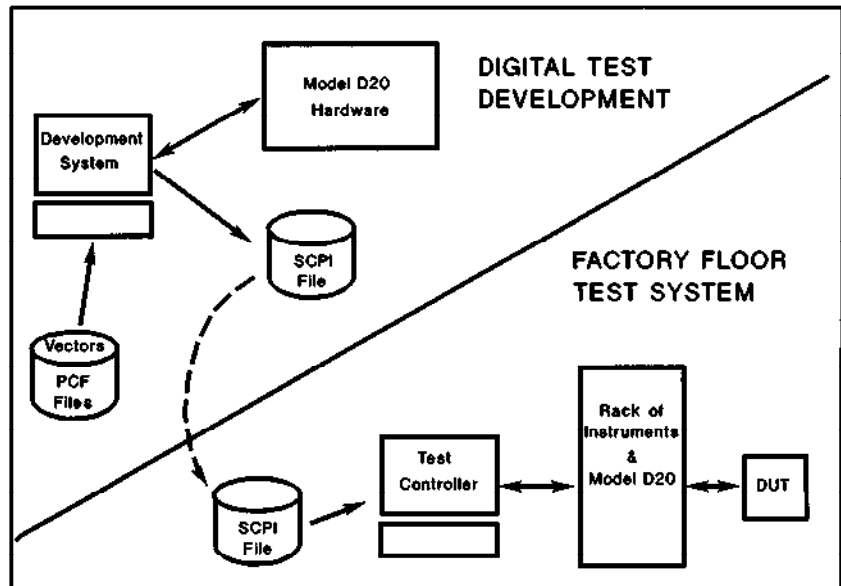 DIGITAL TEST
DEVELOPMENT
Model D20
Hardware
Development
System
SCPI
File
Vectors
PCF
Files
FACTORY FLOOR
TEST SYSTEM
Rack of
Instruments
&
Model D20
Test
Controller
DUT
SCPI
File